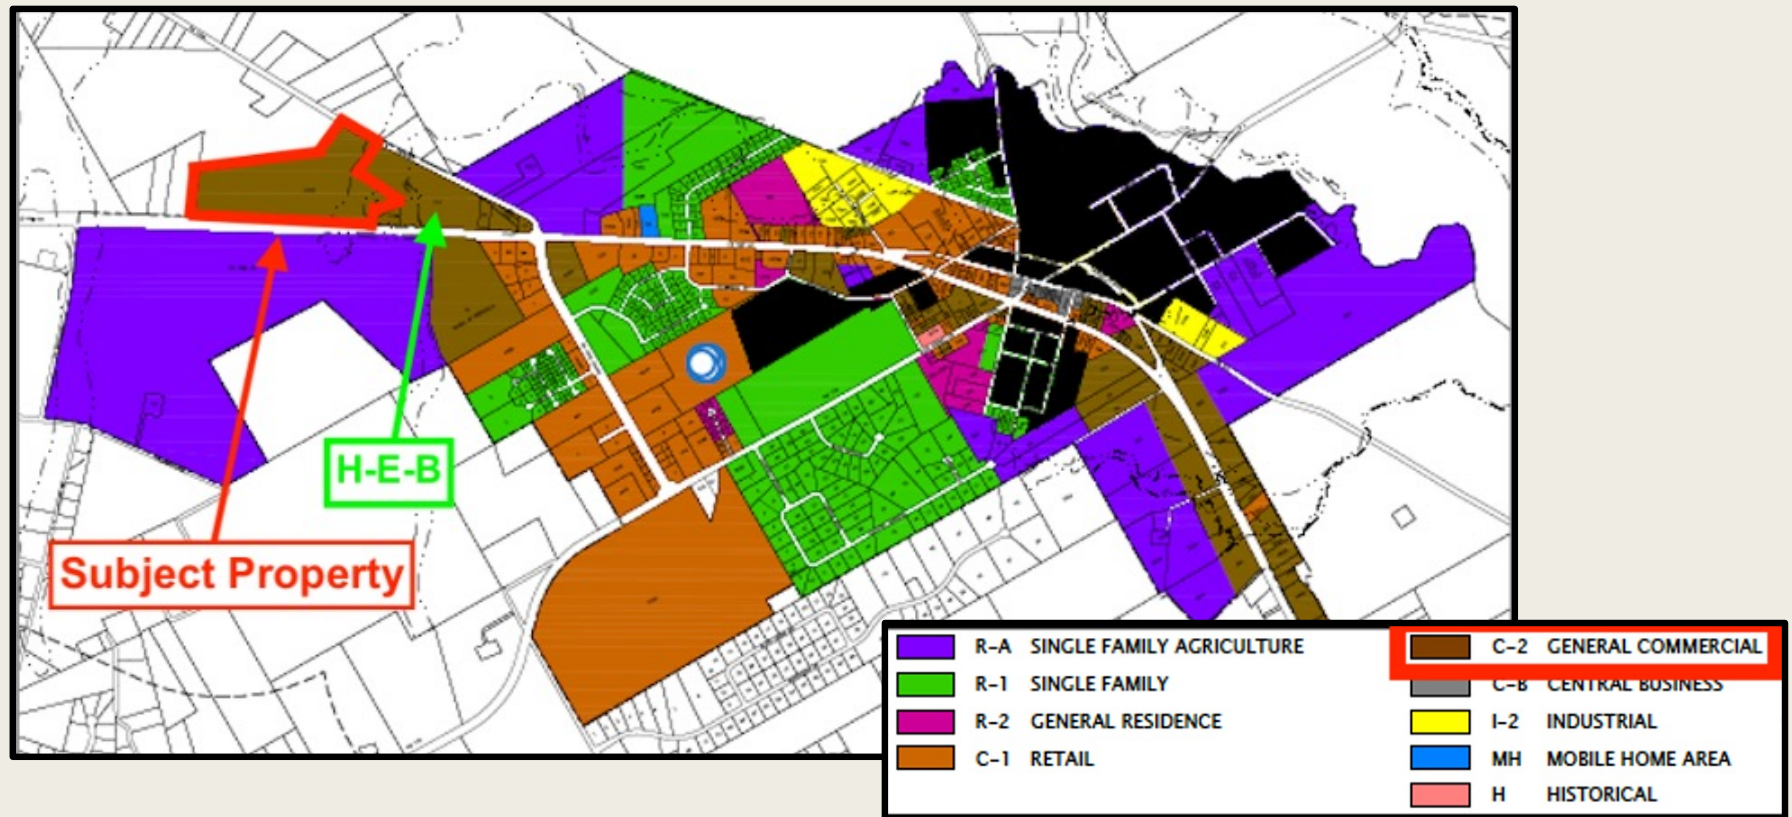 H-E-B
Subject Property
R-A SINGLE FAMILY AGRICULTURE
R-1 SINGLE FAMILY
R-2 GENERAL RESIDENCE
C-1 RETAIL
C-2 GENERAL COMMERCIAL
C-B CENTRAL BUSINESS
I-2 INDUSTRIAL
MH MOBILE HOME AREA
H HISTORICAL